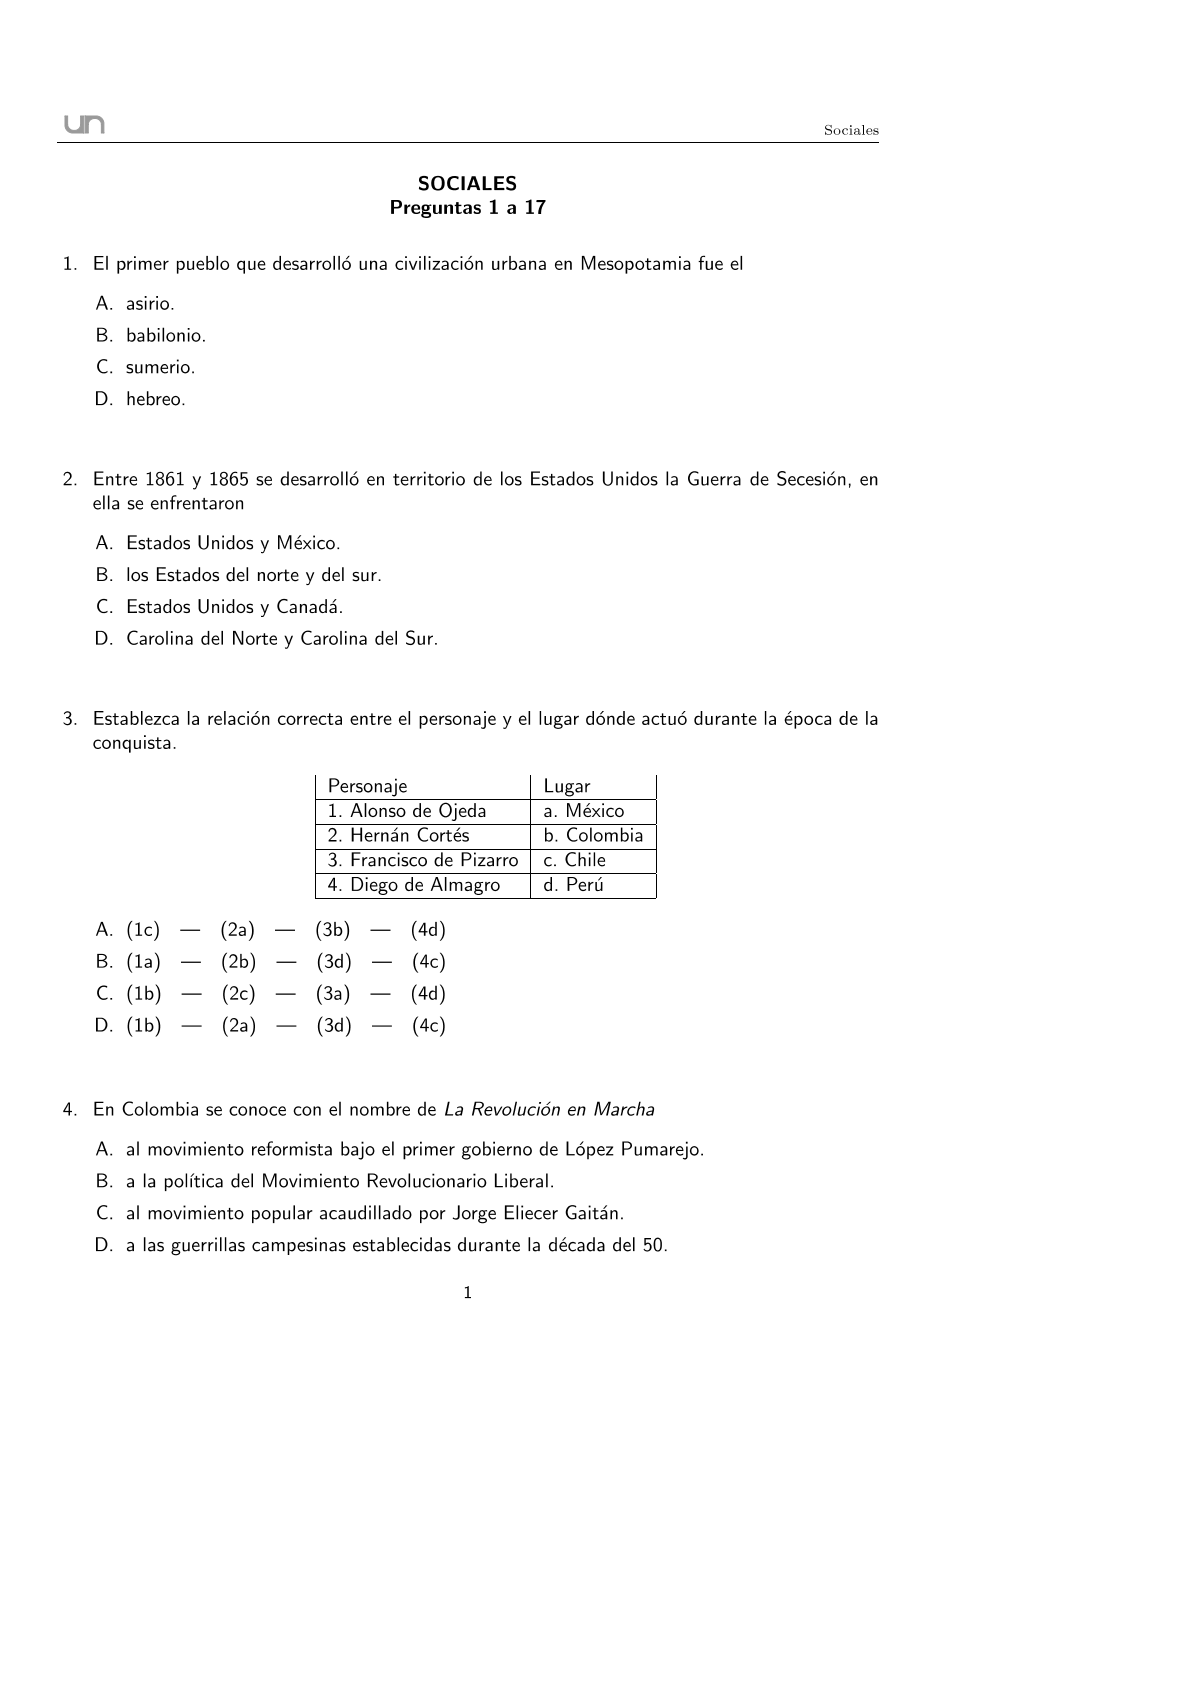 un
Sociales
SOCIALES
Preguntas 1 a 17
1. El primer pueblo que desarrolló una civilización urbana en Mesopotamia fue el
A. asirio.
B. babilonio.
C. sumerio.
D. hebreo.
2. Entre 1861 y 1865 se desarrolló en territorio de los Estados Unidos la Guerra de Secesión, en
ella se enfrentaron
A. Estados Unidos y México.
B. los Estados del norte y del sur.
C. Estados Unidos y Canadá.
D. Carolina del Norte y Carolina del Sur.
3. Establezca la relación correcta entre el personaje y el lugar dónde actuó durante la época de la
conquista.
Personaje Lugar
1. Alonso de Ojeda a. México
2. Hernán Cortés b. Colombia
3. Francisco de Pizarro c. Chile
4. Diego de Almagro d. Perú
A. (1c) — (2a) — (3b) — (4d)
B. (1a) — (2b) — (3d) — (4c)
C. (1b) — (2c) — (3a) — (4d)
D. (1b) — (2a) — (3d) — (4c)
4. En Colombia se conoce con el nombre de La Revolución en Marcha
A. al movimiento reformista bajo el primer gobierno de López Pumarejo.
B. a la política del Movimiento Revolucionario Liberal.
C. al movimiento popular acaudillado por Jorge Eliecer Gaitán.
D. a las guerrillas campesinas establecidas durante la década del 50.
1